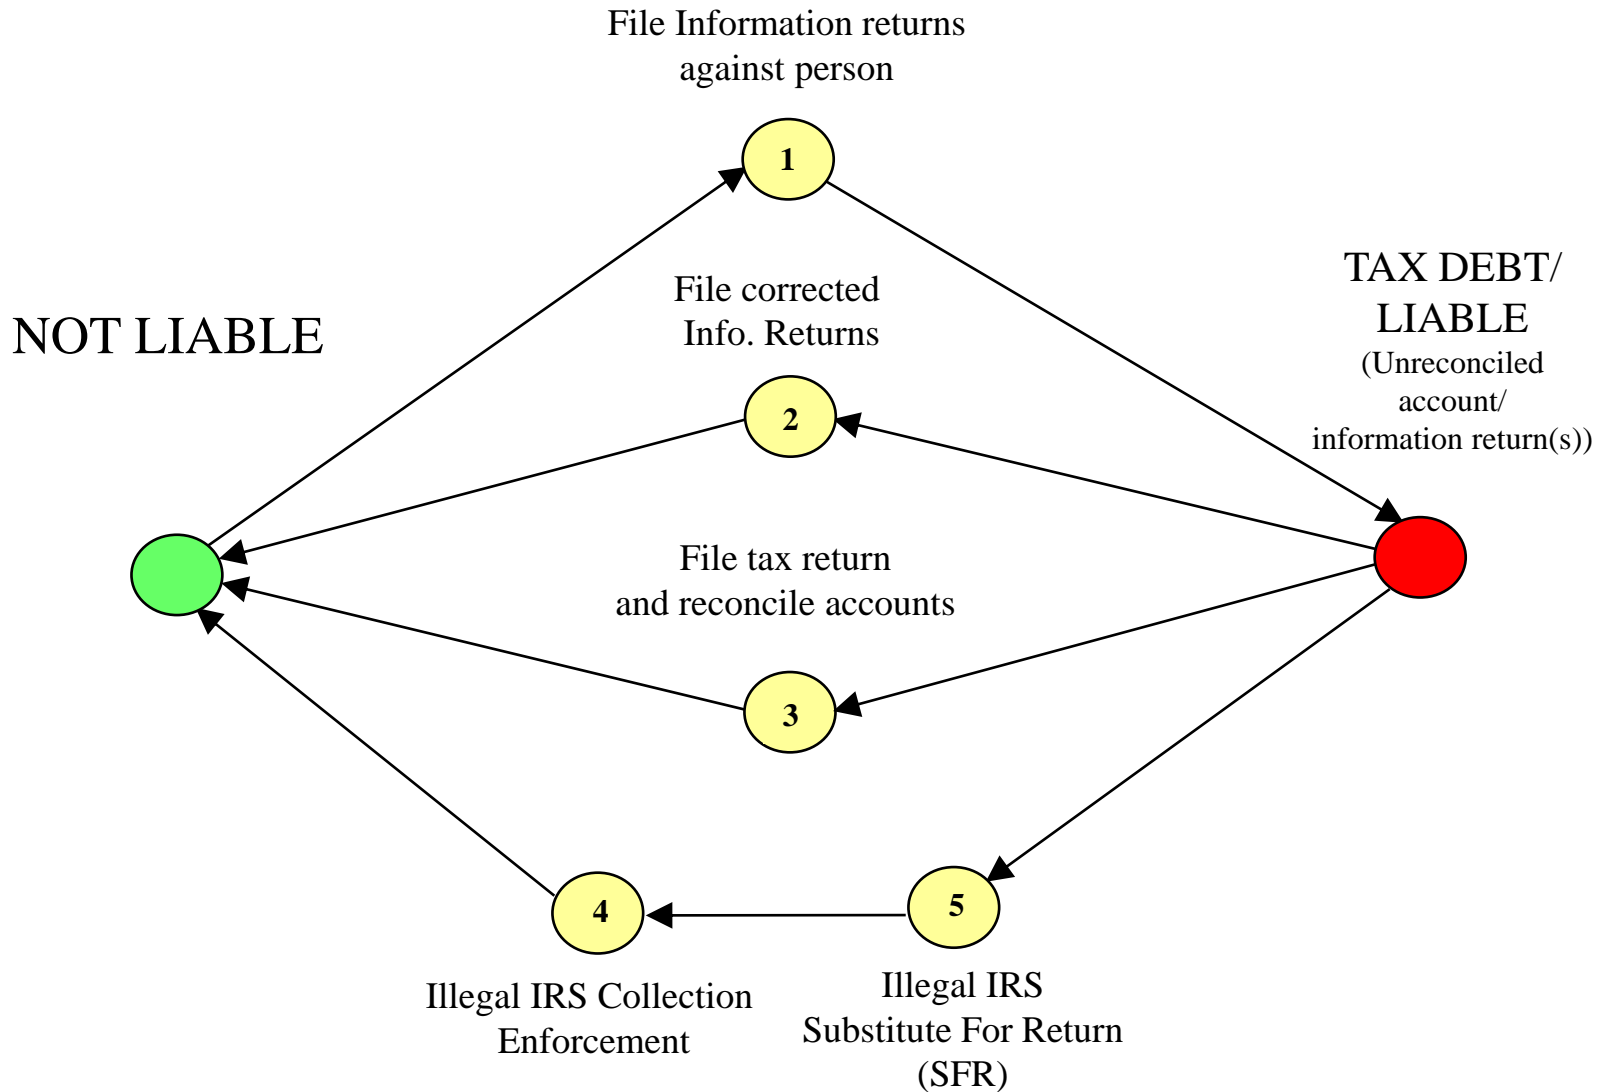 File Information returns
against person
1
File corrected
Info. Returns
TAX DEBT/
LIABLE
(Unreconciled
account/
information return(s))
NOT LIABLE
2
File tax return
and reconcile accounts
3
4
5
Illegal IRS Collection
Enforcement
Illegal IRS
Substitute For Return
(SFR)